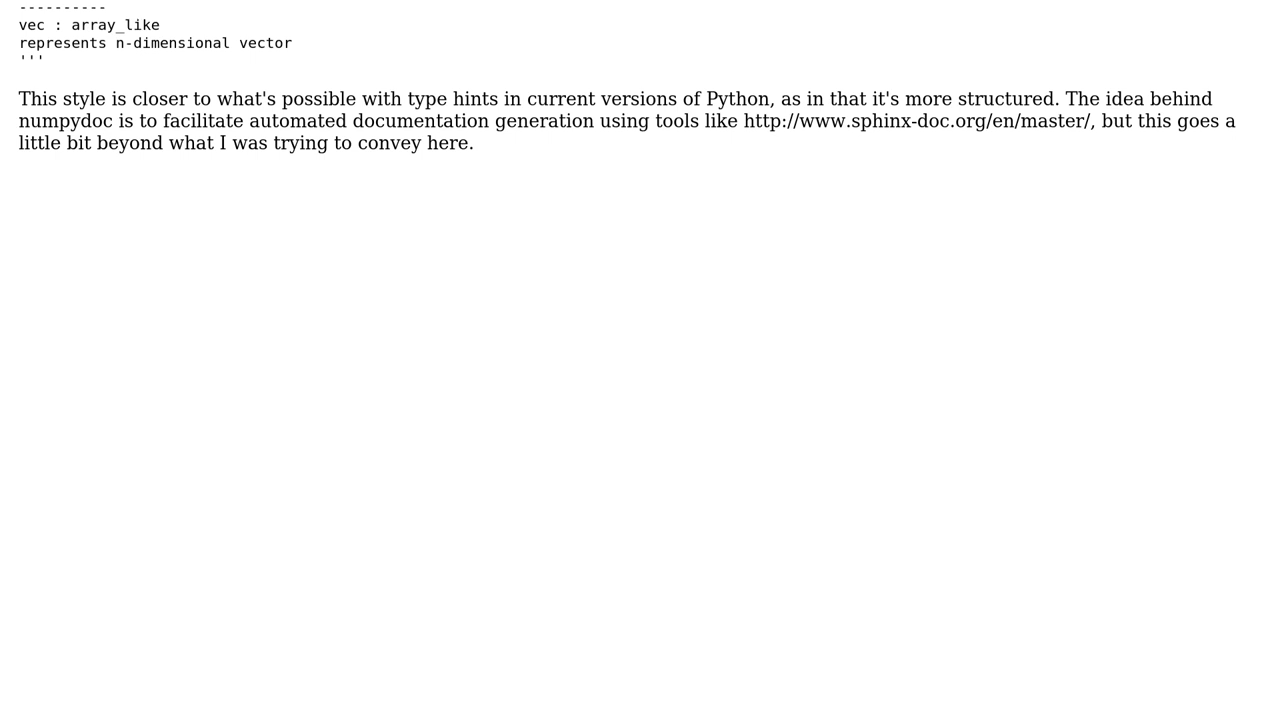 ----------
vec : array_like
represents n-dimensional vector
'''
This style is closer to what's possible with type hints in current versions of Python, as in that it's more structured. The idea behind
numpydoc is to facilitate automated documentation generation using tools like http://www.sphinx-doc.org/en/master/, but this goes a
little bit beyond what I was trying to convey here.